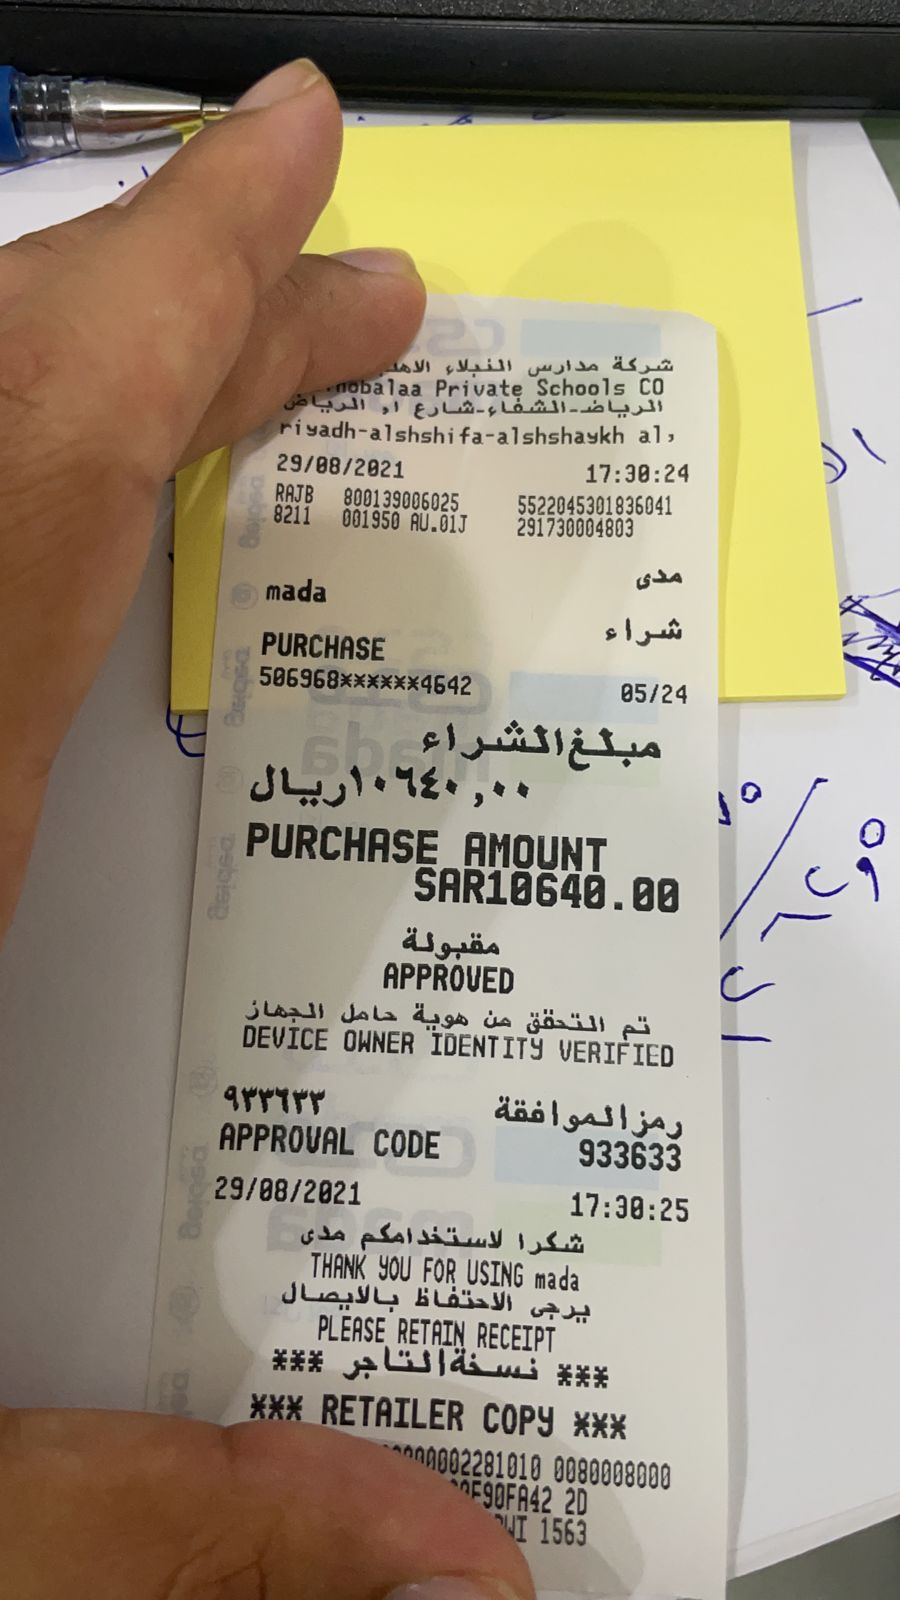 شركة مدارس النبلاء
Private Schools CO
الرياض-الشفاء-شارع ا, الرياض
riyadh-alshshifa-alshshaykh al,
29/08/2021 17:30:24
RAJB 800139006025 5522045301836041
8211 001950 AU.01J 291730004803
مدى
mada
شراء
PURCHASE
506968******4642 05/24
مبلغ الشراء
١٠٦٤٠,٠٠ ريال
PURCHASE AMOUNT
SAR10640.00
مقبولة
APPROVED
تم التحقق من هوية حامل الجهاز
DEVICE OWNER IDENTITY VERIFIED
رمز الموافقة ٩٣٣٦٣٣
APPROVAL CODE 933633
29/08/2021 17:30:25
شكرا لاستخدامكم مدى
THANK YOU FOR USING mada
يرجى الاحتفاظ بالايصال
PLEASE RETAIN RECEIPT
*** نسخة التاجر ***
*** RETAILER COPY ***
0080008000
2D
1563